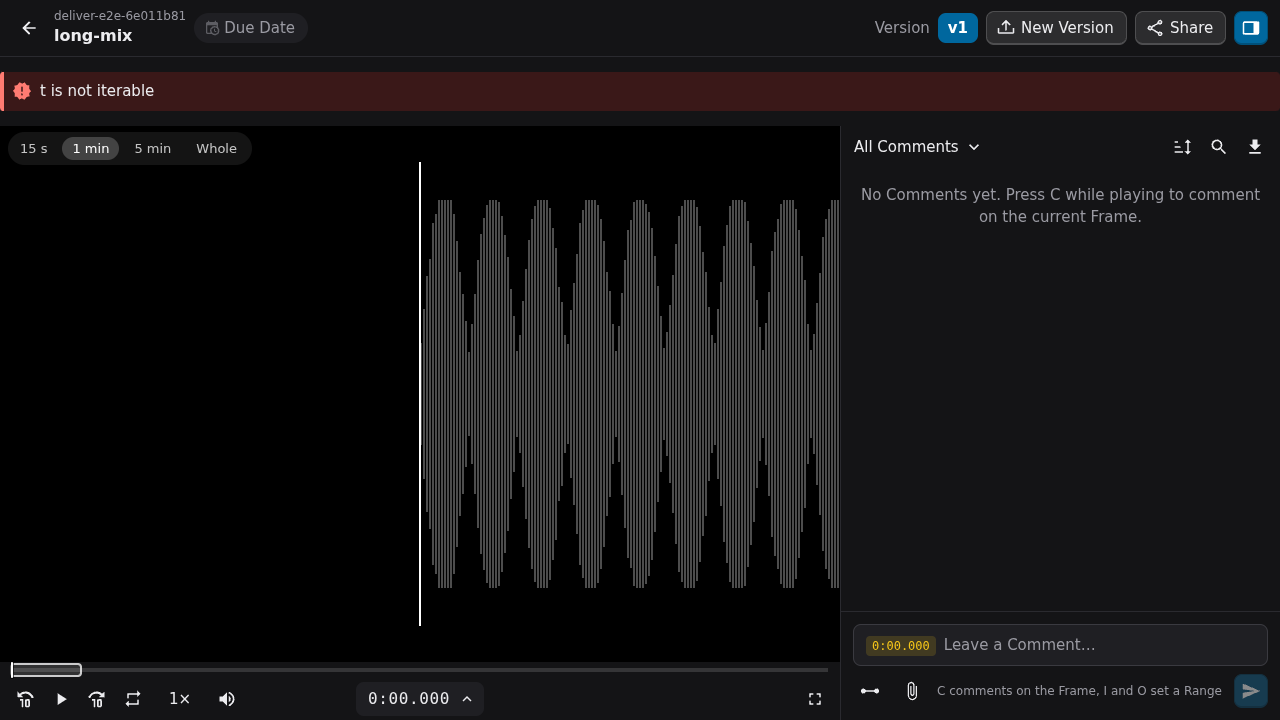 deliver-e2e-6e011b81
long-mix
Due Date
Version v1 New Version Share
t is not iterable
15 s 1 min 5 min Whole
All Comments
No Comments yet. Press C while playing to comment
on the current Frame.
0:00.000 Leave a Comment…
10 10 1× 0:00.000
C comments on the Frame, I and O set a Range